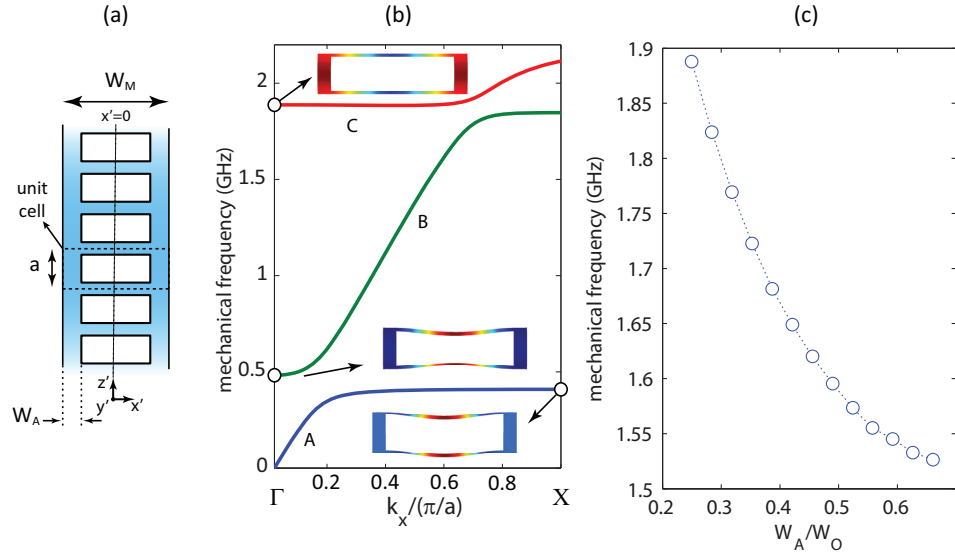 (a)
W_M
x'=0
unit
cell
a
z'
y'
x'
W_A
(b)
mechanical frequency (GHz)
2
1.5
1
0.5
0
C
B
A
Γ
0.2
0.4
0.6
0.8
X
k_x/(π/a)
(c)
mechanical frequency (GHz)
1.9
1.85
1.8
1.75
1.7
1.65
1.6
1.55
1.5
0.2
0.3
0.4
0.5
0.6
W_A/W_O